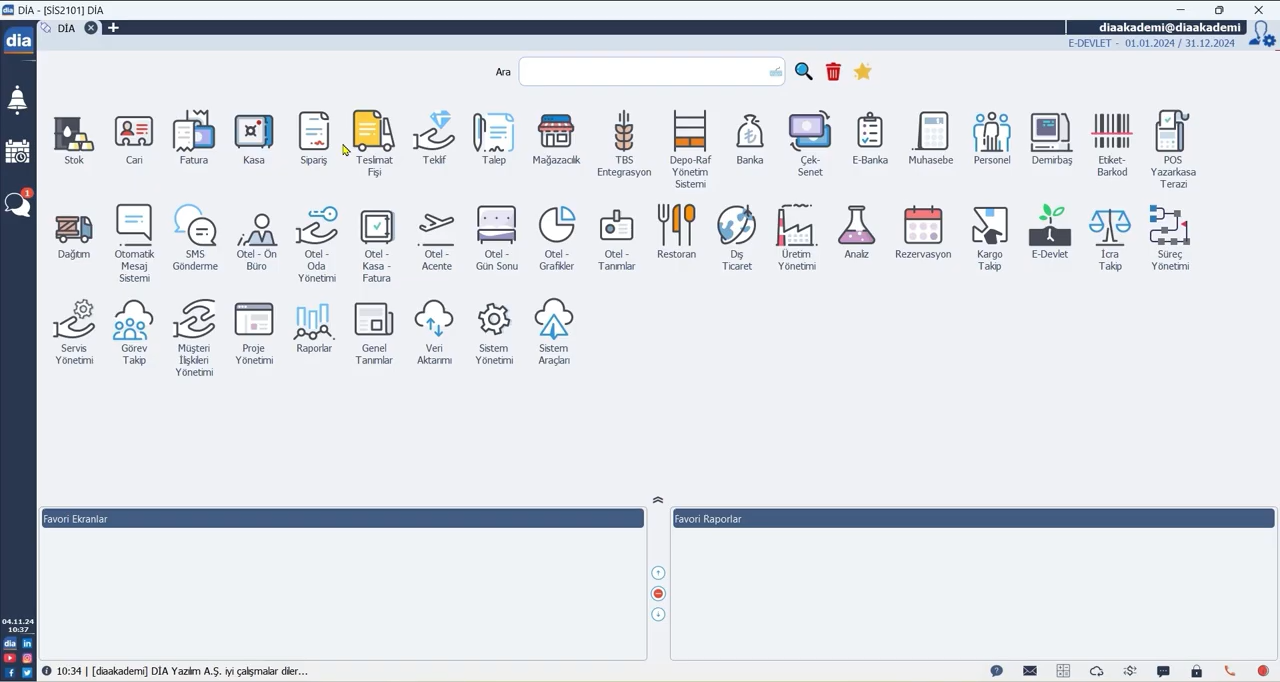 DİA - [SİS2101] DİA
DİA
diaakademi@diaakademi
E-DEVLET - 01.01.2024 / 31.12.2024
dia
Ara
Stok
Cari
Fatura
Kasa
Sipariş
Teslimat
Fişi
Teklif
Talep
Mağazacılık
TBS
Entegrasyon
Depo-Raf
Yönetim
Sistemi
Banka
Çek-
Senet
E-Banka
Muhasebe
Personel
Demirbaş
Etiket-
Barkod
POS
Yazarkasa
Terazi
1
Dağıtım
Otomatik
Mesaj
Sistemi
SMS
Gönderme
Otel - Ön
Büro
Otel -
Oda
Yönetimi
Otel -
Kasa -
Fatura
Otel -
Acente
Otel -
Gün Sonu
Otel -
Grafikler
Otel -
Tanımlar
Restoran
Dış
Ticaret
Üretim
Yönetimi
Analiz
Rezervasyon
Kargo
Takip
E-Devlet
İcra
Takip
Süreç
Yönetimi
Servis
Yönetimi
Görev
Takip
Müşteri
İlişkileri
Yönetimi
Proje
Yönetimi
Raporlar
Genel
Tanımlar
Veri
Aktarımı
Sistem
Yönetimi
Sistem
Araçları
Favori Ekranlar
Favori Raporlar
04.11.24
10:37
dia
in
f
10:34 | [diaakademi] DİA Yazılım A.Ş. iyi çalışmalar diler...